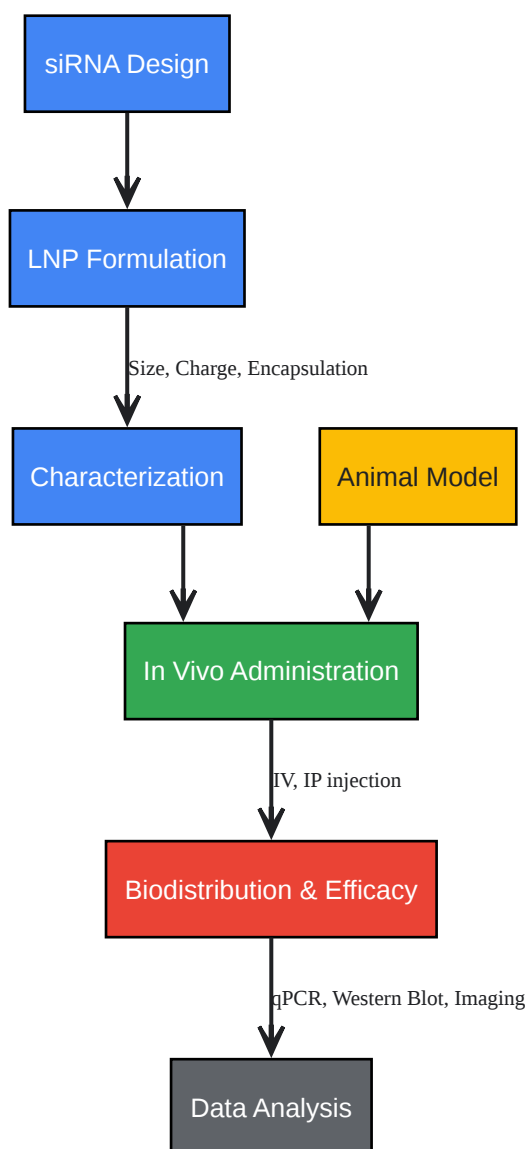 siRNA Design
LNP Formulation
Size, Charge, Encapsulation
Characterization
Animal Model
In Vivo Administration
IV, IP injection
Biodistribution & Efficacy
qPCR, Western Blot, Imaging
Data Analysis